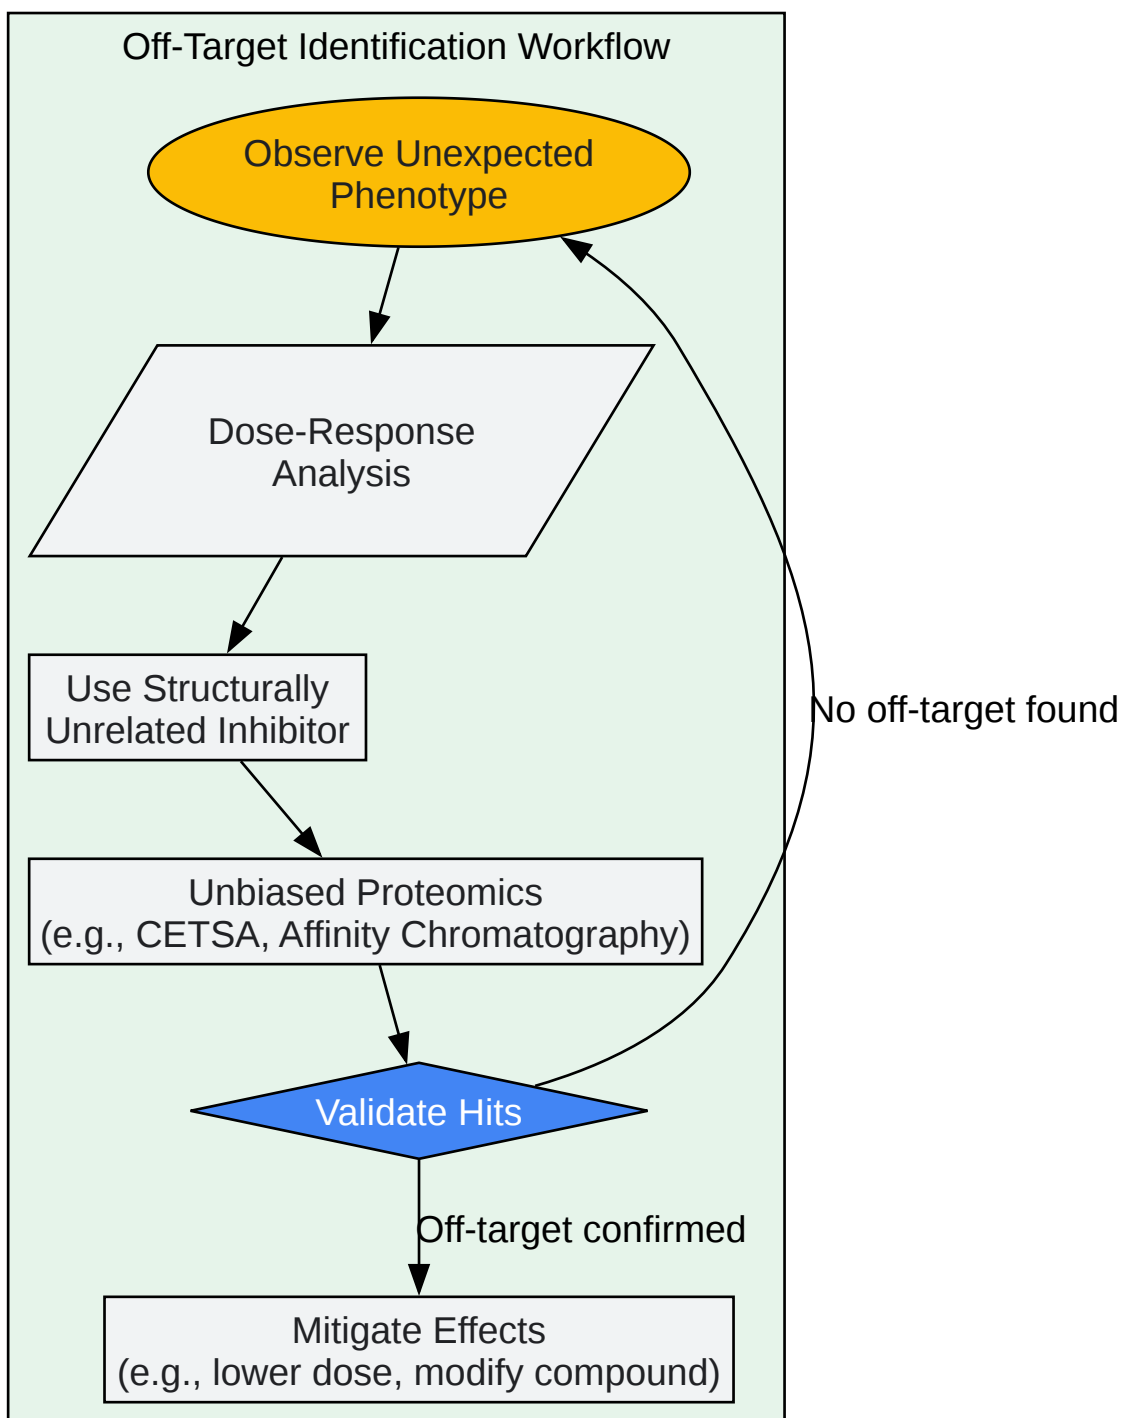 Off-Target Identification Workflow
Observe Unexpected
Phenotype
Dose-Response
Analysis
Use Structurally
Unrelated Inhibitor
No off-target found
Unbiased Proteomics
(e.g., CETSA, Affinity Chromatography)
Validate Hits
Off-target confirmed
Mitigate Effects
(e.g., lower dose, modify compound)